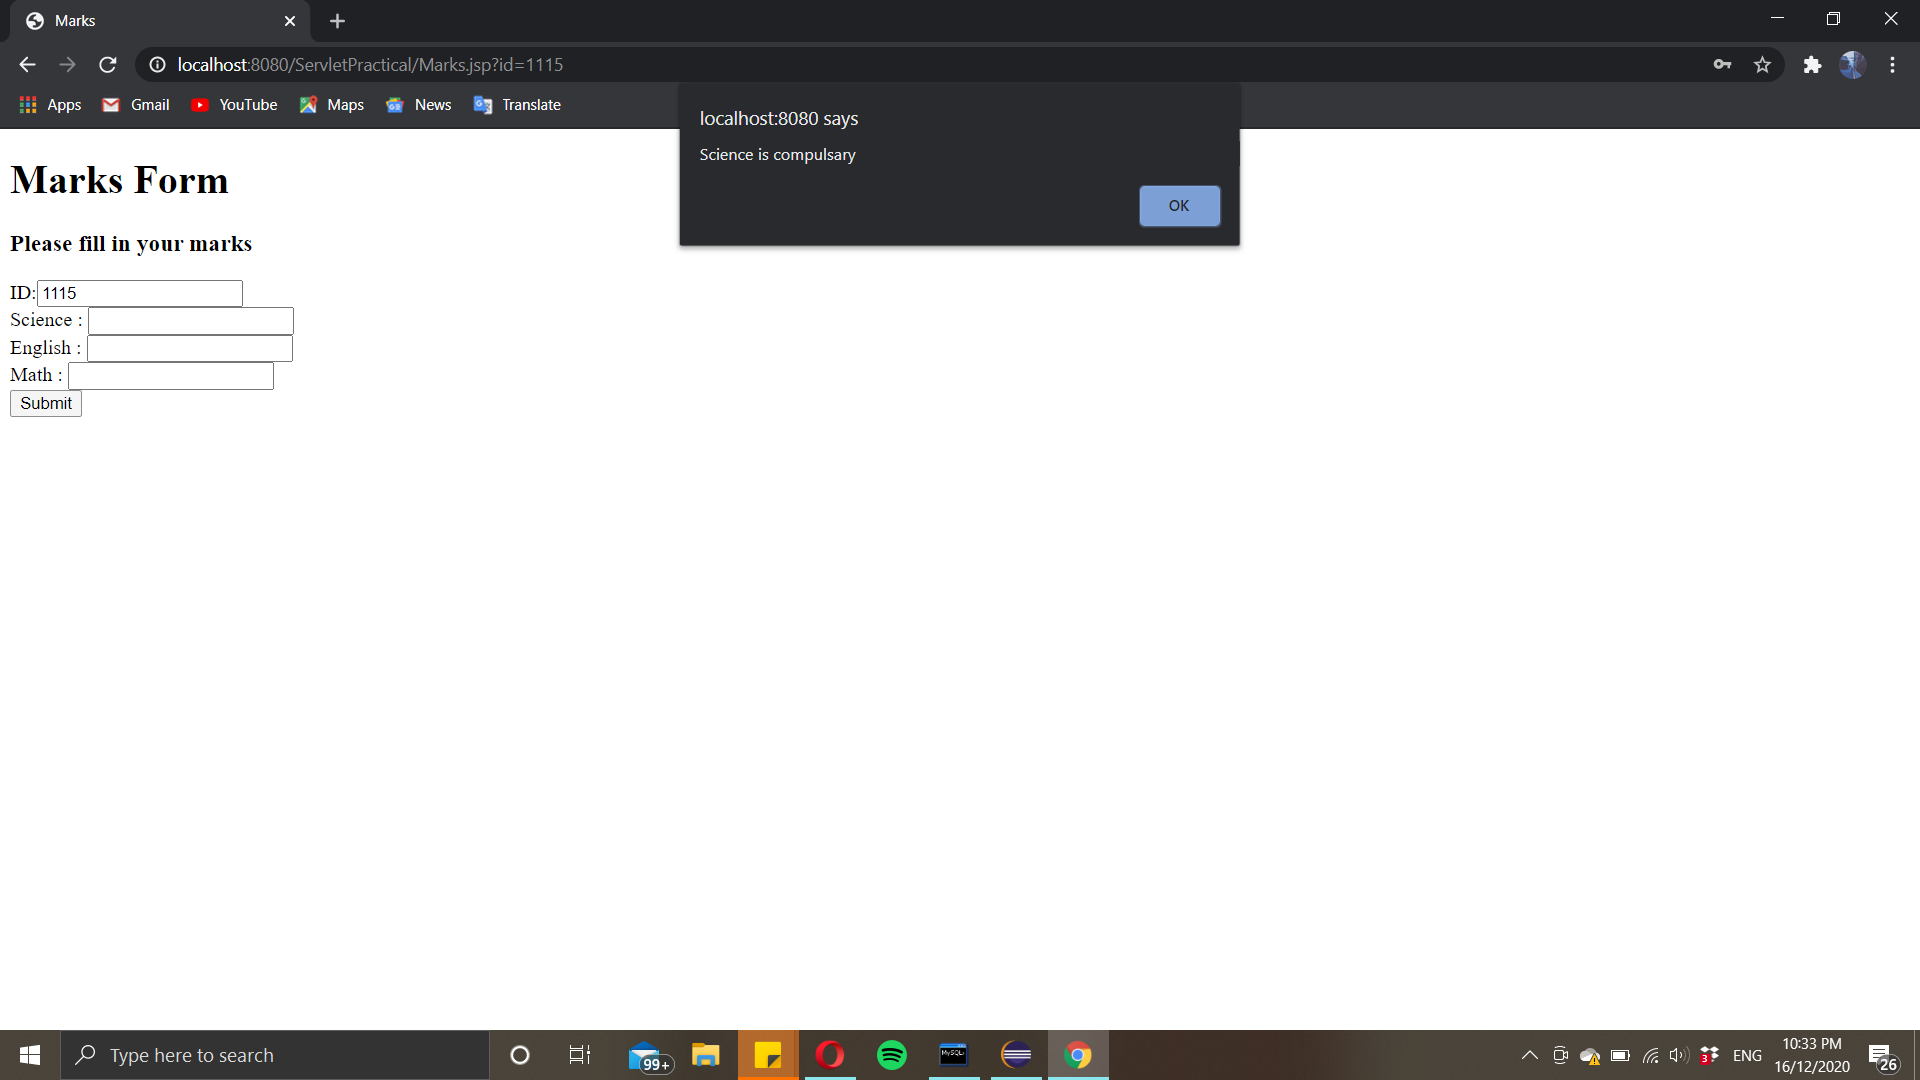 Marks
localhost:8080/ServletPractical/Marks.jsp?id=1115
Apps Gmail YouTube Maps News Translate
localhost:8080 says
Science is compulsary
OK
Marks Form
Please fill in your marks
ID: 1115
Science :
English :
Math :
Submit
Type here to search
99+
MySQL
3
ENG
10:33 PM
16/12/2020
26